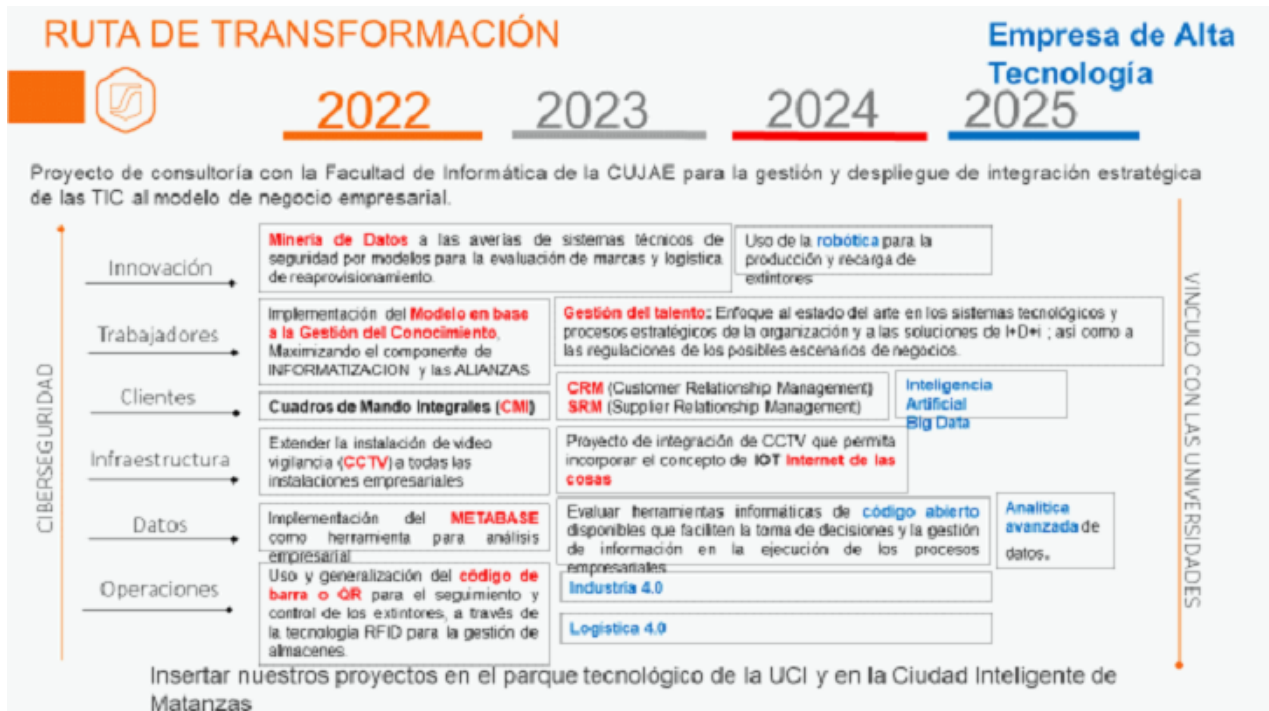 RUTA DE TRANSFORMACIÓN
Empresa de Alta
Tecnología
2022
2023
2024
2025
Proyecto de consultoría con la Facultad de Informática de la CUJAE para la gestión y despliegue de integración estratégica
de las TIC al modelo de negocio empresarial.
CIBERSEGURIDAD
Innovación
Minería de Datos a las averías de sistemas técnicos de
seguridad por modelos para la evaluación de marcas y logística
de reaprovisionamiento.
Uso de la robótica para la
producción y recarga de
extintores
Trabajadores
Implementación del Modelo en base
a la Gestión del Conocimiento,
Maximizando el componente de
INFORMATIZACION y las ALIANZAS
Gestión del talento: Enfoque al estado del arte en los sistemas tecnológicos y
procesos estratégicos de la organización y a las soluciones de I+D+i ; así como a
las regulaciones de los posibles escenarios de negocios.
Clientes
Cuadros de Mando Integrales (CMI)
CRM (Customer Relationship Management)
SRM (Supplier Relationship Management)
Inteligencia
Artificial
Big Data
Infraestructura
Extender la instalación de video
vigilancia (CCTV) a todas las
instalaciones empresariales
Proyecto de integración de CCTV que permita
incorporar el concepto de IOT Internet de las
cosas
Datos
Implementación del METABASE
como herramienta para análisis
empresarial
Evaluar herramientas informáticas de código abierto
disponibles que faciliten la toma de decisiones y la gestión
de información en la ejecución de los procesos
empresariales
Analítica
avanzada de
datos.
Operaciones
Uso y generalización del código de
barra o QR para el seguimiento y
control de los extintores, a través de
la tecnología RFID para la gestión de
almacenes.
Industria 4.0
Logística 4.0
VINCULO CON LAS UNIVERSIDADES
Insertar nuestros proyectos en el parque tecnológico de la UCI y en la Ciudad Inteligente de
Matanzas